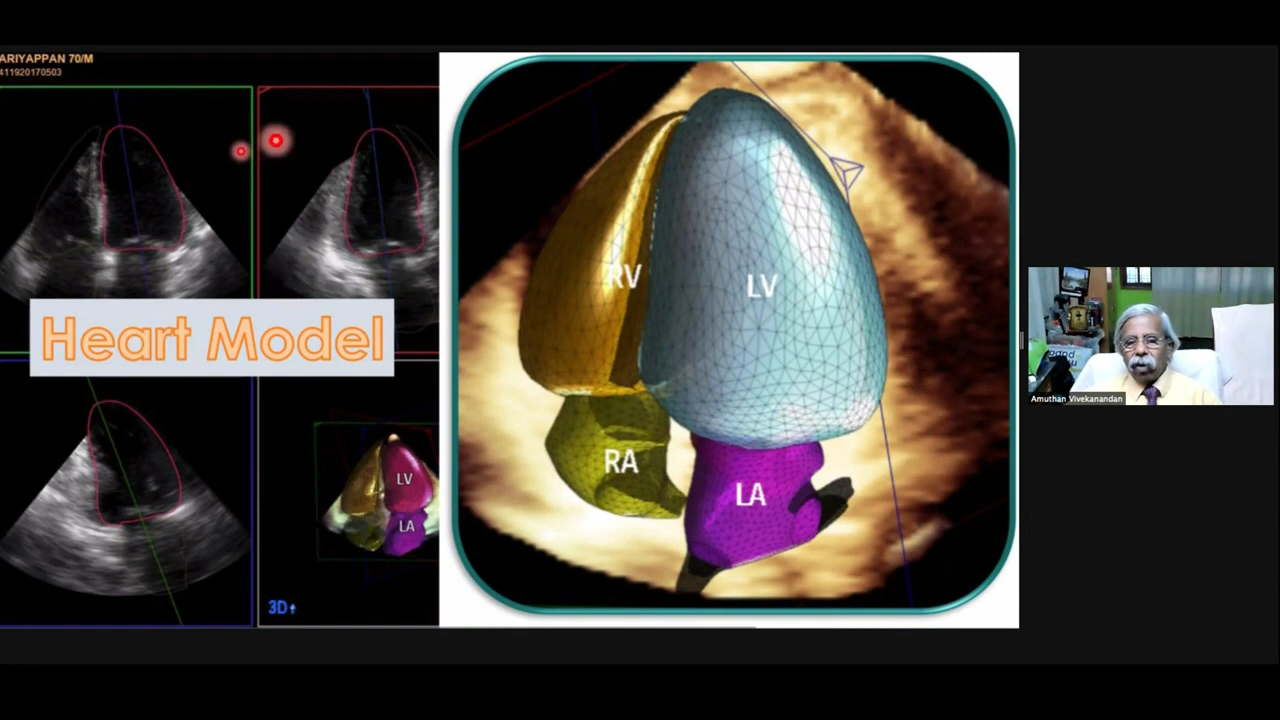 ARIYAPPAN 70/M
411920170503
Heart Model
LV
LA
3D
RV
LV
RA
LA
Amuthan Vivekanandan